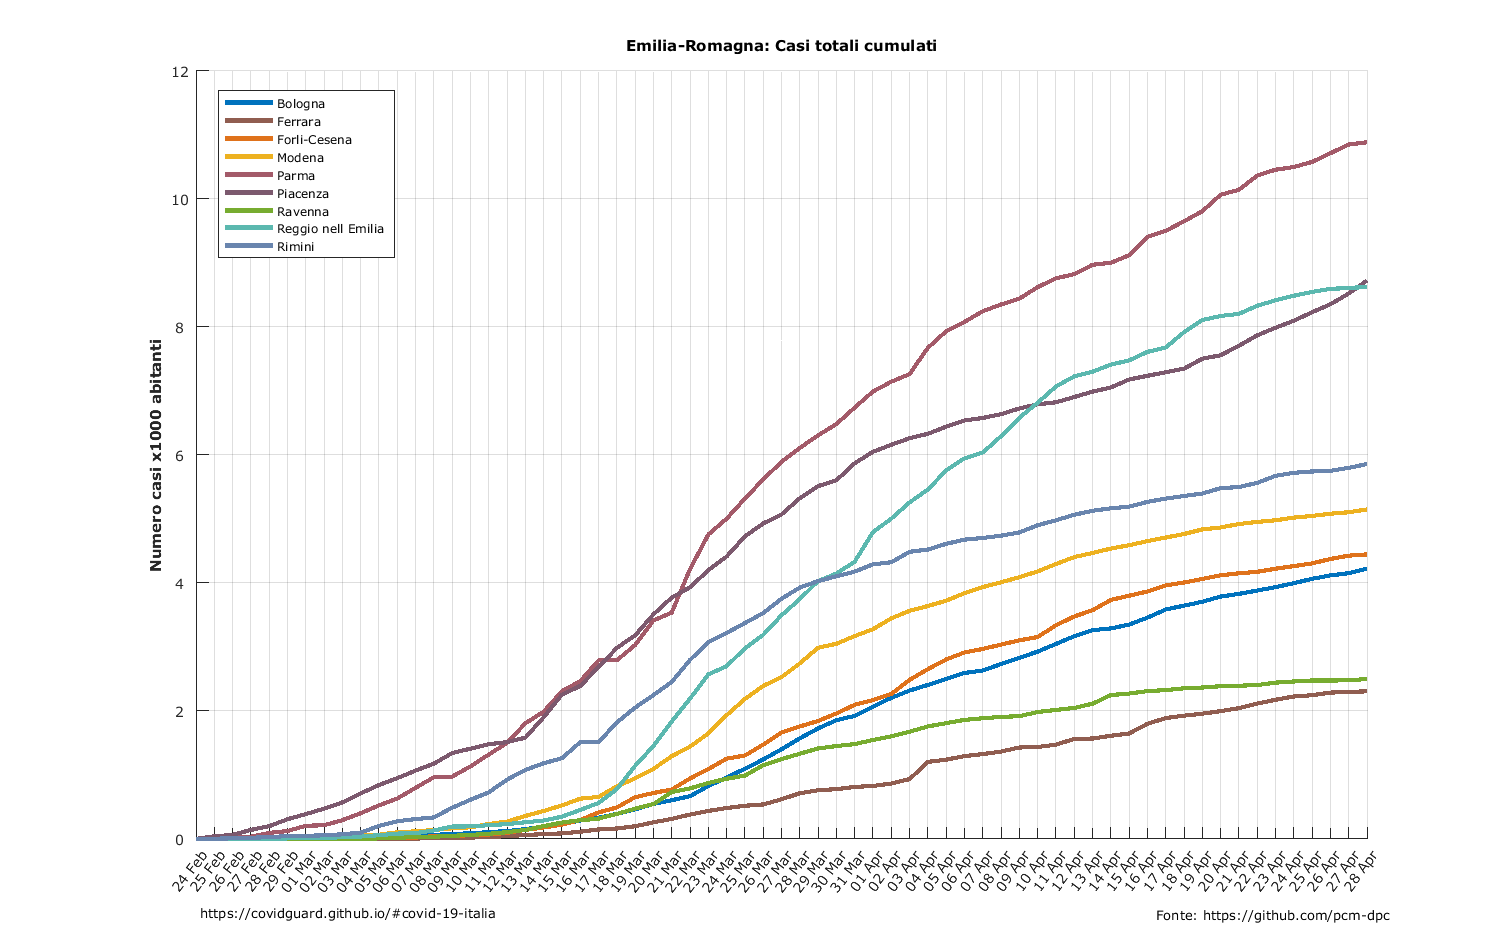 Emilia-Romagna: Casi totali cumulati
Numero casi x1000 abitanti
12
10
8
6
4
2
0
Bologna
Ferrara
Forli-Cesena
Modena
Parma
Piacenza
Ravenna
Reggio nell Emilia
Rimini
24 Feb
25 Feb
26 Feb
27 Feb
28 Feb
29 Feb
01 Mar
02 Mar
03 Mar
04 Mar
05 Mar
06 Mar
07 Mar
08 Mar
09 Mar
10 Mar
11 Mar
12 Mar
13 Mar
14 Mar
15 Mar
16 Mar
17 Mar
18 Mar
19 Mar
20 Mar
21 Mar
22 Mar
23 Mar
24 Mar
25 Mar
26 Mar
27 Mar
28 Mar
29 Mar
30 Mar
31 Mar
01 Apr
02 Apr
03 Apr
04 Apr
05 Apr
06 Apr
07 Apr
08 Apr
09 Apr
10 Apr
11 Apr
12 Apr
13 Apr
14 Apr
15 Apr
16 Apr
17 Apr
18 Apr
19 Apr
20 Apr
21 Apr
22 Apr
23 Apr
24 Apr
25 Apr
26 Apr
27 Apr
28 Apr
https://covidguard.github.io/#covid-19-italia
Fonte: https://github.com/pcm-dpc